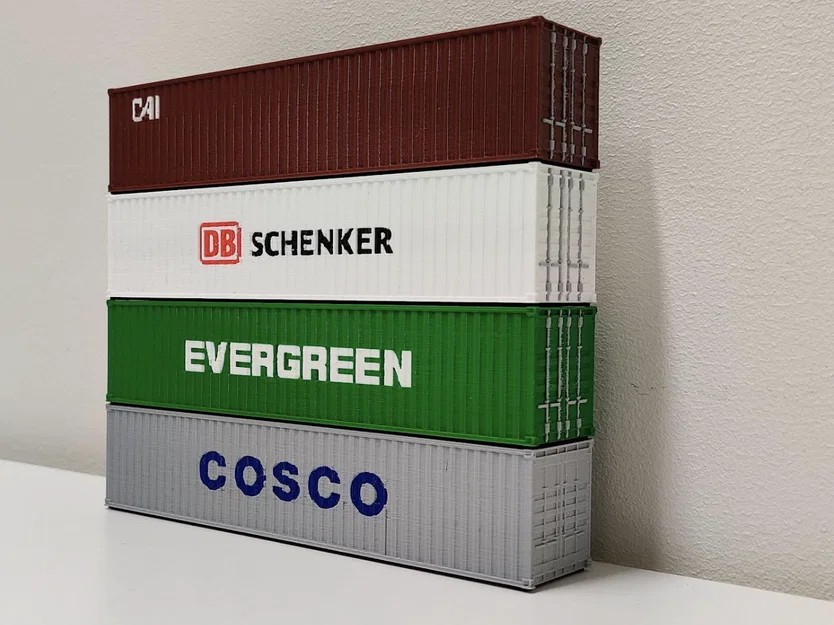 CAI
DB SCHENKER
EVERGREEN
COSCO